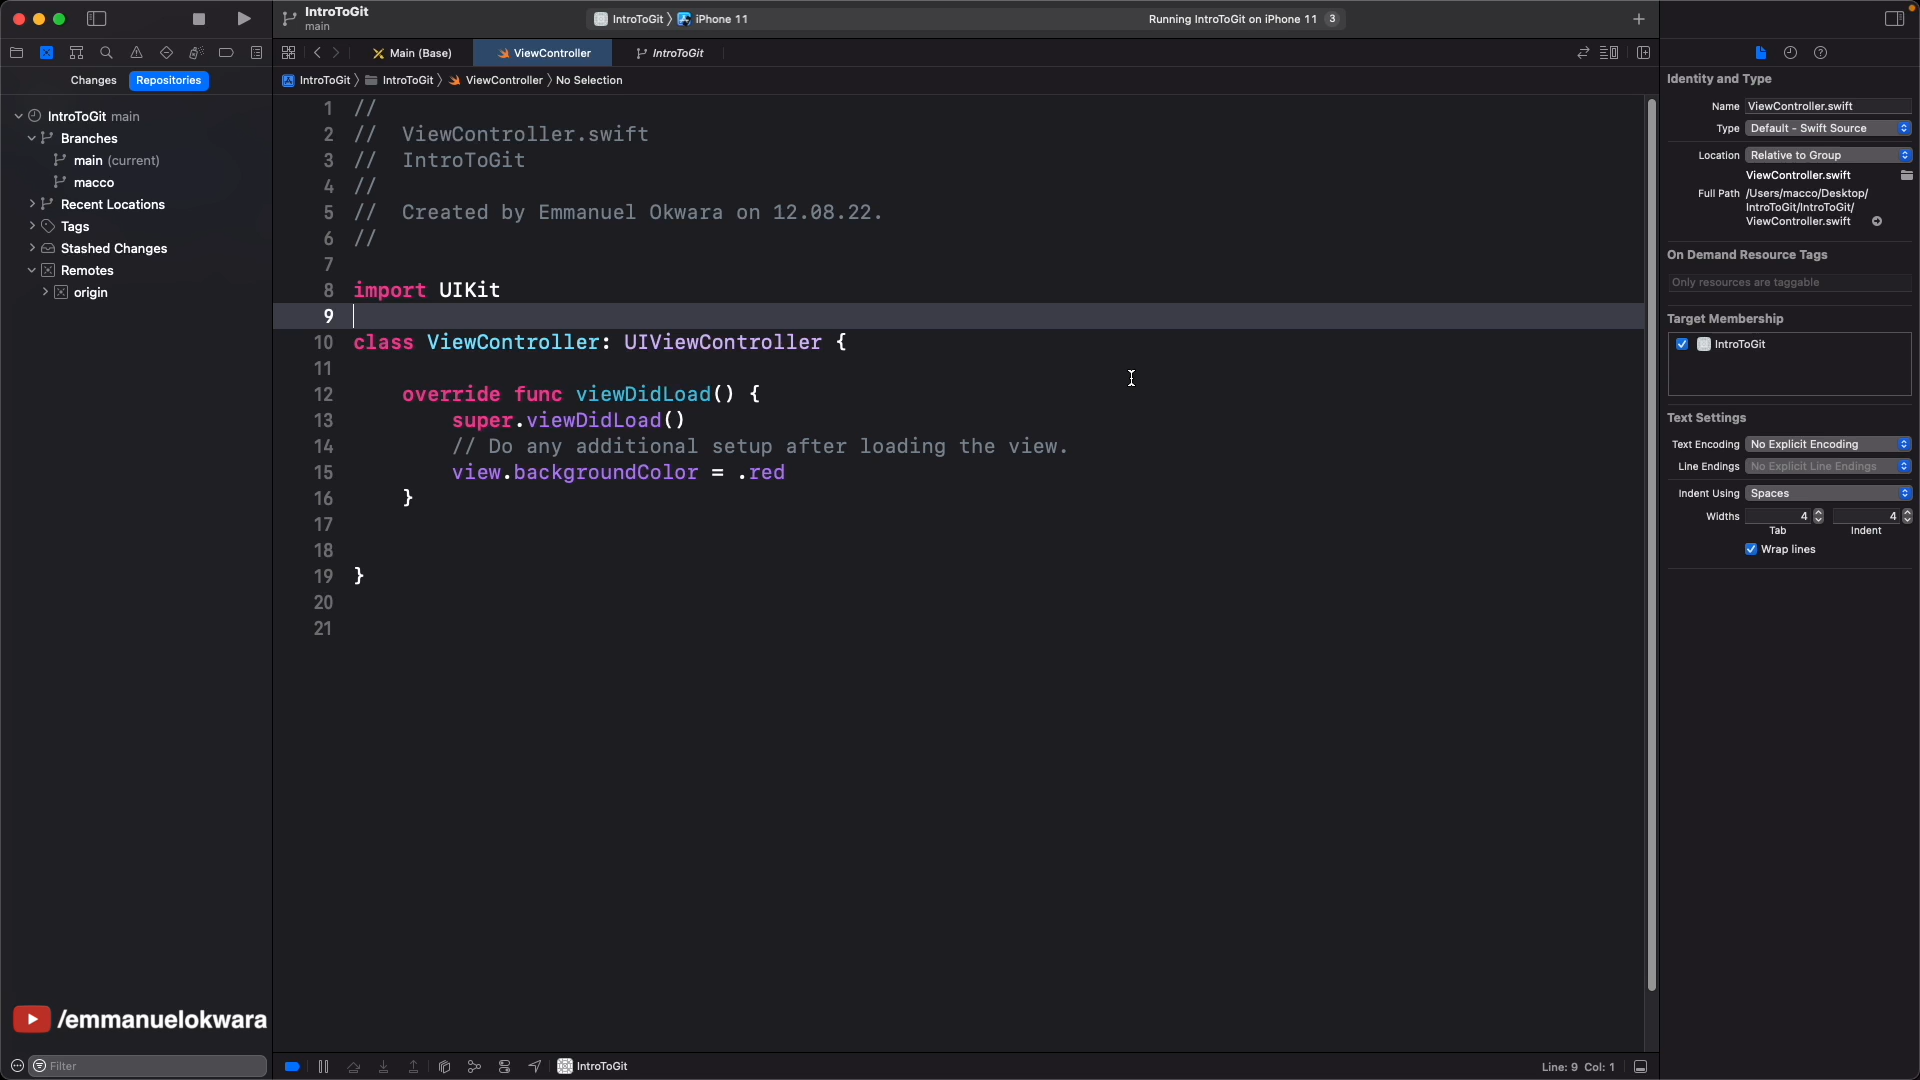 IntroToGit
main
IntroToGit
iPhone 11
Running IntroToGit on iPhone 11
3
Main (Base)
ViewController
IntroToGit
Changes
Repositories
IntroToGit
IntroToGit
ViewController
No Selection
IntroToGit main
Branches
main (current)
macco
Recent Locations
Tags
Stashed Changes
Remotes
origin
1 //
2 // ViewController.swift
3 // IntroToGit
4 //
5 // Created by Emmanuel Okwara on 12.08.22.
6 //
7
8 import UIKit
9
10 class ViewController: UIViewController {
11
12 override func viewDidLoad() {
13 super.viewDidLoad()
14 // Do any additional setup after loading the view.
15 view.backgroundColor = .red
16 }
17
18
19 }
20
21
Identity and Type
Name ViewController.swift
Type Default - Swift Source
Location Relative to Group
ViewController.swift
Full Path /Users/macco/Desktop/
IntroToGit/IntroToGit/
ViewController.swift
On Demand Resource Tags
Only resources are taggable
Target Membership
IntroToGit
Text Settings
Text Encoding No Explicit Encoding
Line Endings No Explicit Line Endings
Indent Using Spaces
Widths 4 4
Tab Indent
Wrap lines
/emmanuelokwara
Filter
IntroToGit
Line: 9 Col: 1